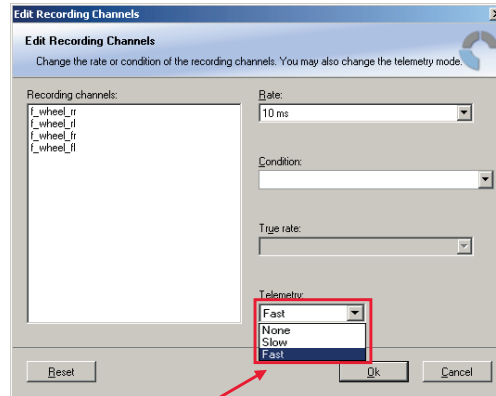 Edit Recording Channels
Edit Recording Channels
Change the rate or condition of the recording channels. You may also change the telemetry mode.
Recording channels:
f_wheel_rr
f_wheel_rl
f_wheel_fr
f_wheel_fl
Rate:
10 ms
Condition:
True rate:
Telemetry:
Fast
None
Slow
Fast
Reset
Ok
Cancel